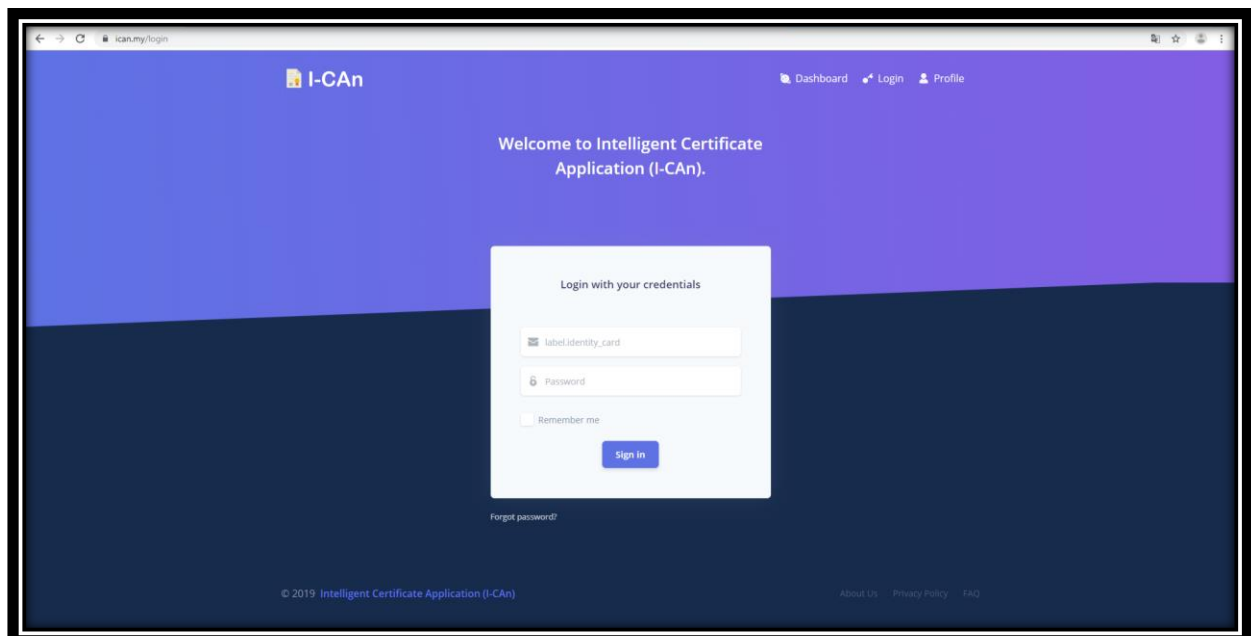 ican.my/login
I-CAn
Dashboard Login Profile
Welcome to Intelligent Certificate
Application (I-CAn).
Login with your credentials
label.identity_card
Password
Remember me
Sign in
Forgot password?
© 2019 Intelligent Certificate Application (I-CAn)
About Us Privacy Policy FAQ